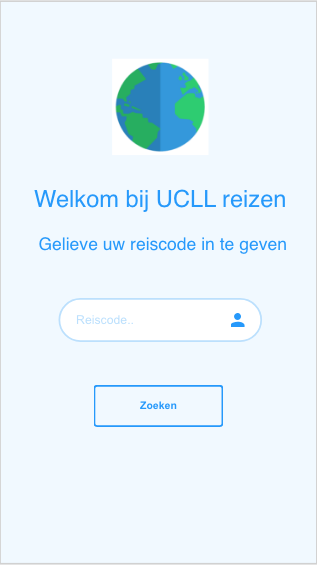 Welkom bij UCLL reizen
Gelieve uw reiscode in te geven
Reiscode..
Zoeken